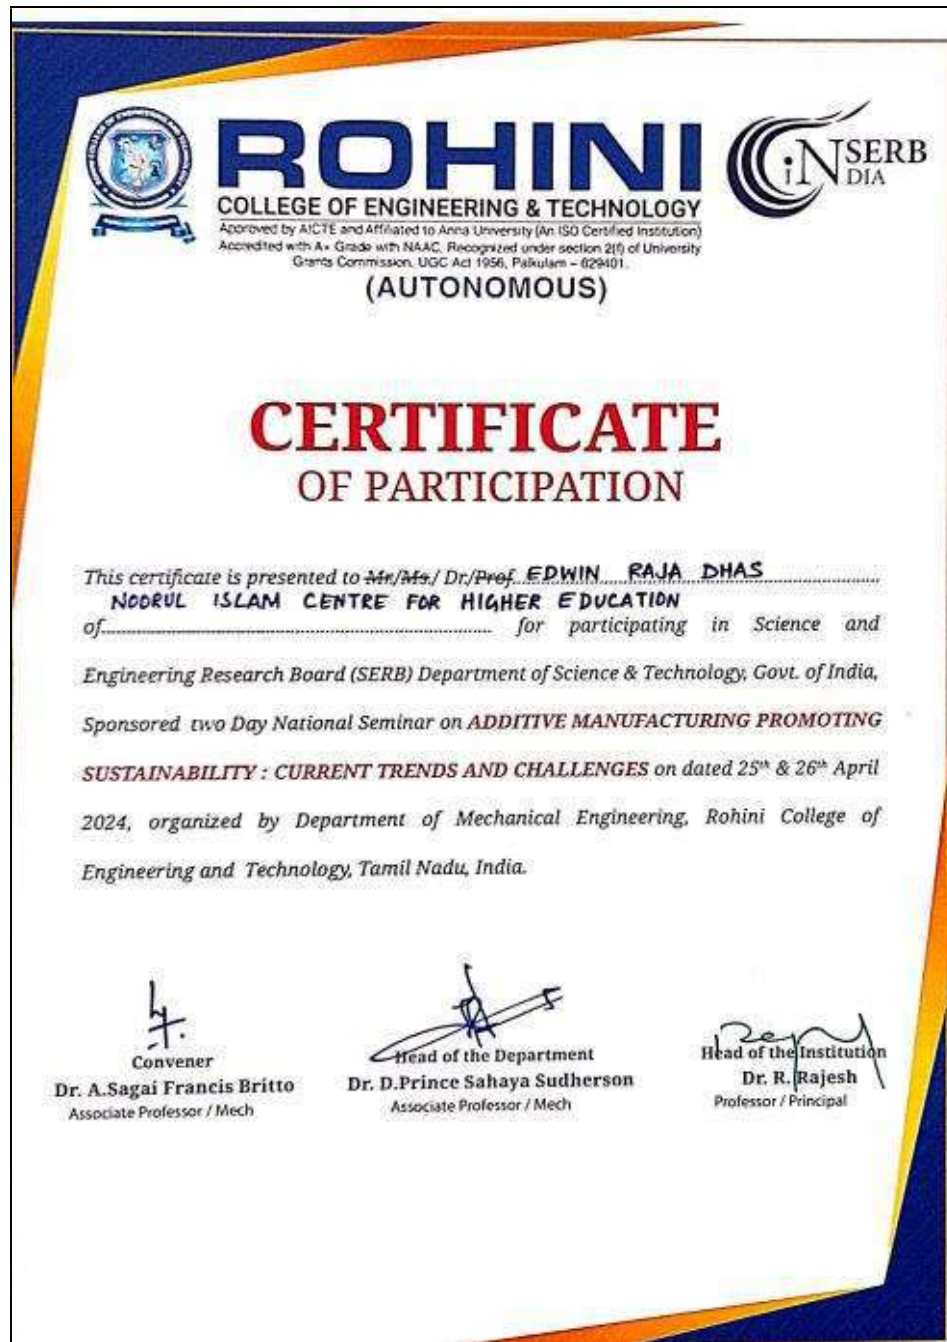 ROHINI
COLLEGE OF ENGINEERING & TECHNOLOGY
Approved by AICTE and Affiliated to Anna University (An ISO Certified Institution)
Accredited with A+ Grade with NAAC, Recognized under section 2(f) of University
Grants Commission, UGC Act 1956, Palkulam – 629401.
(AUTONOMOUS)
iN SERB
DIA
CERTIFICATE
OF PARTICIPATION
This certificate is presented to Mr./Ms./ Dr./Prof. EDWIN RAJA DHAS
NOORUL ISLAM CENTRE FOR HIGHER EDUCATION
of for participating in Science and
Engineering Research Board (SERB) Department of Science & Technology, Govt. of India,
Sponsored two Day National Seminar on ADDITIVE MANUFACTURING PROMOTING
SUSTAINABILITY : CURRENT TRENDS AND CHALLENGES on dated 25th & 26th April
2024, organized by Department of Mechanical Engineering, Rohini College of
Engineering and Technology, Tamil Nadu, India.
Convener
Dr. A.Sagai Francis Britto
Associate Professor / Mech
Head of the Department
Dr. D.Prince Sahaya Sudherson
Associate Professor / Mech
Head of the Institution
Dr. R. Rajesh
Professor / Principal